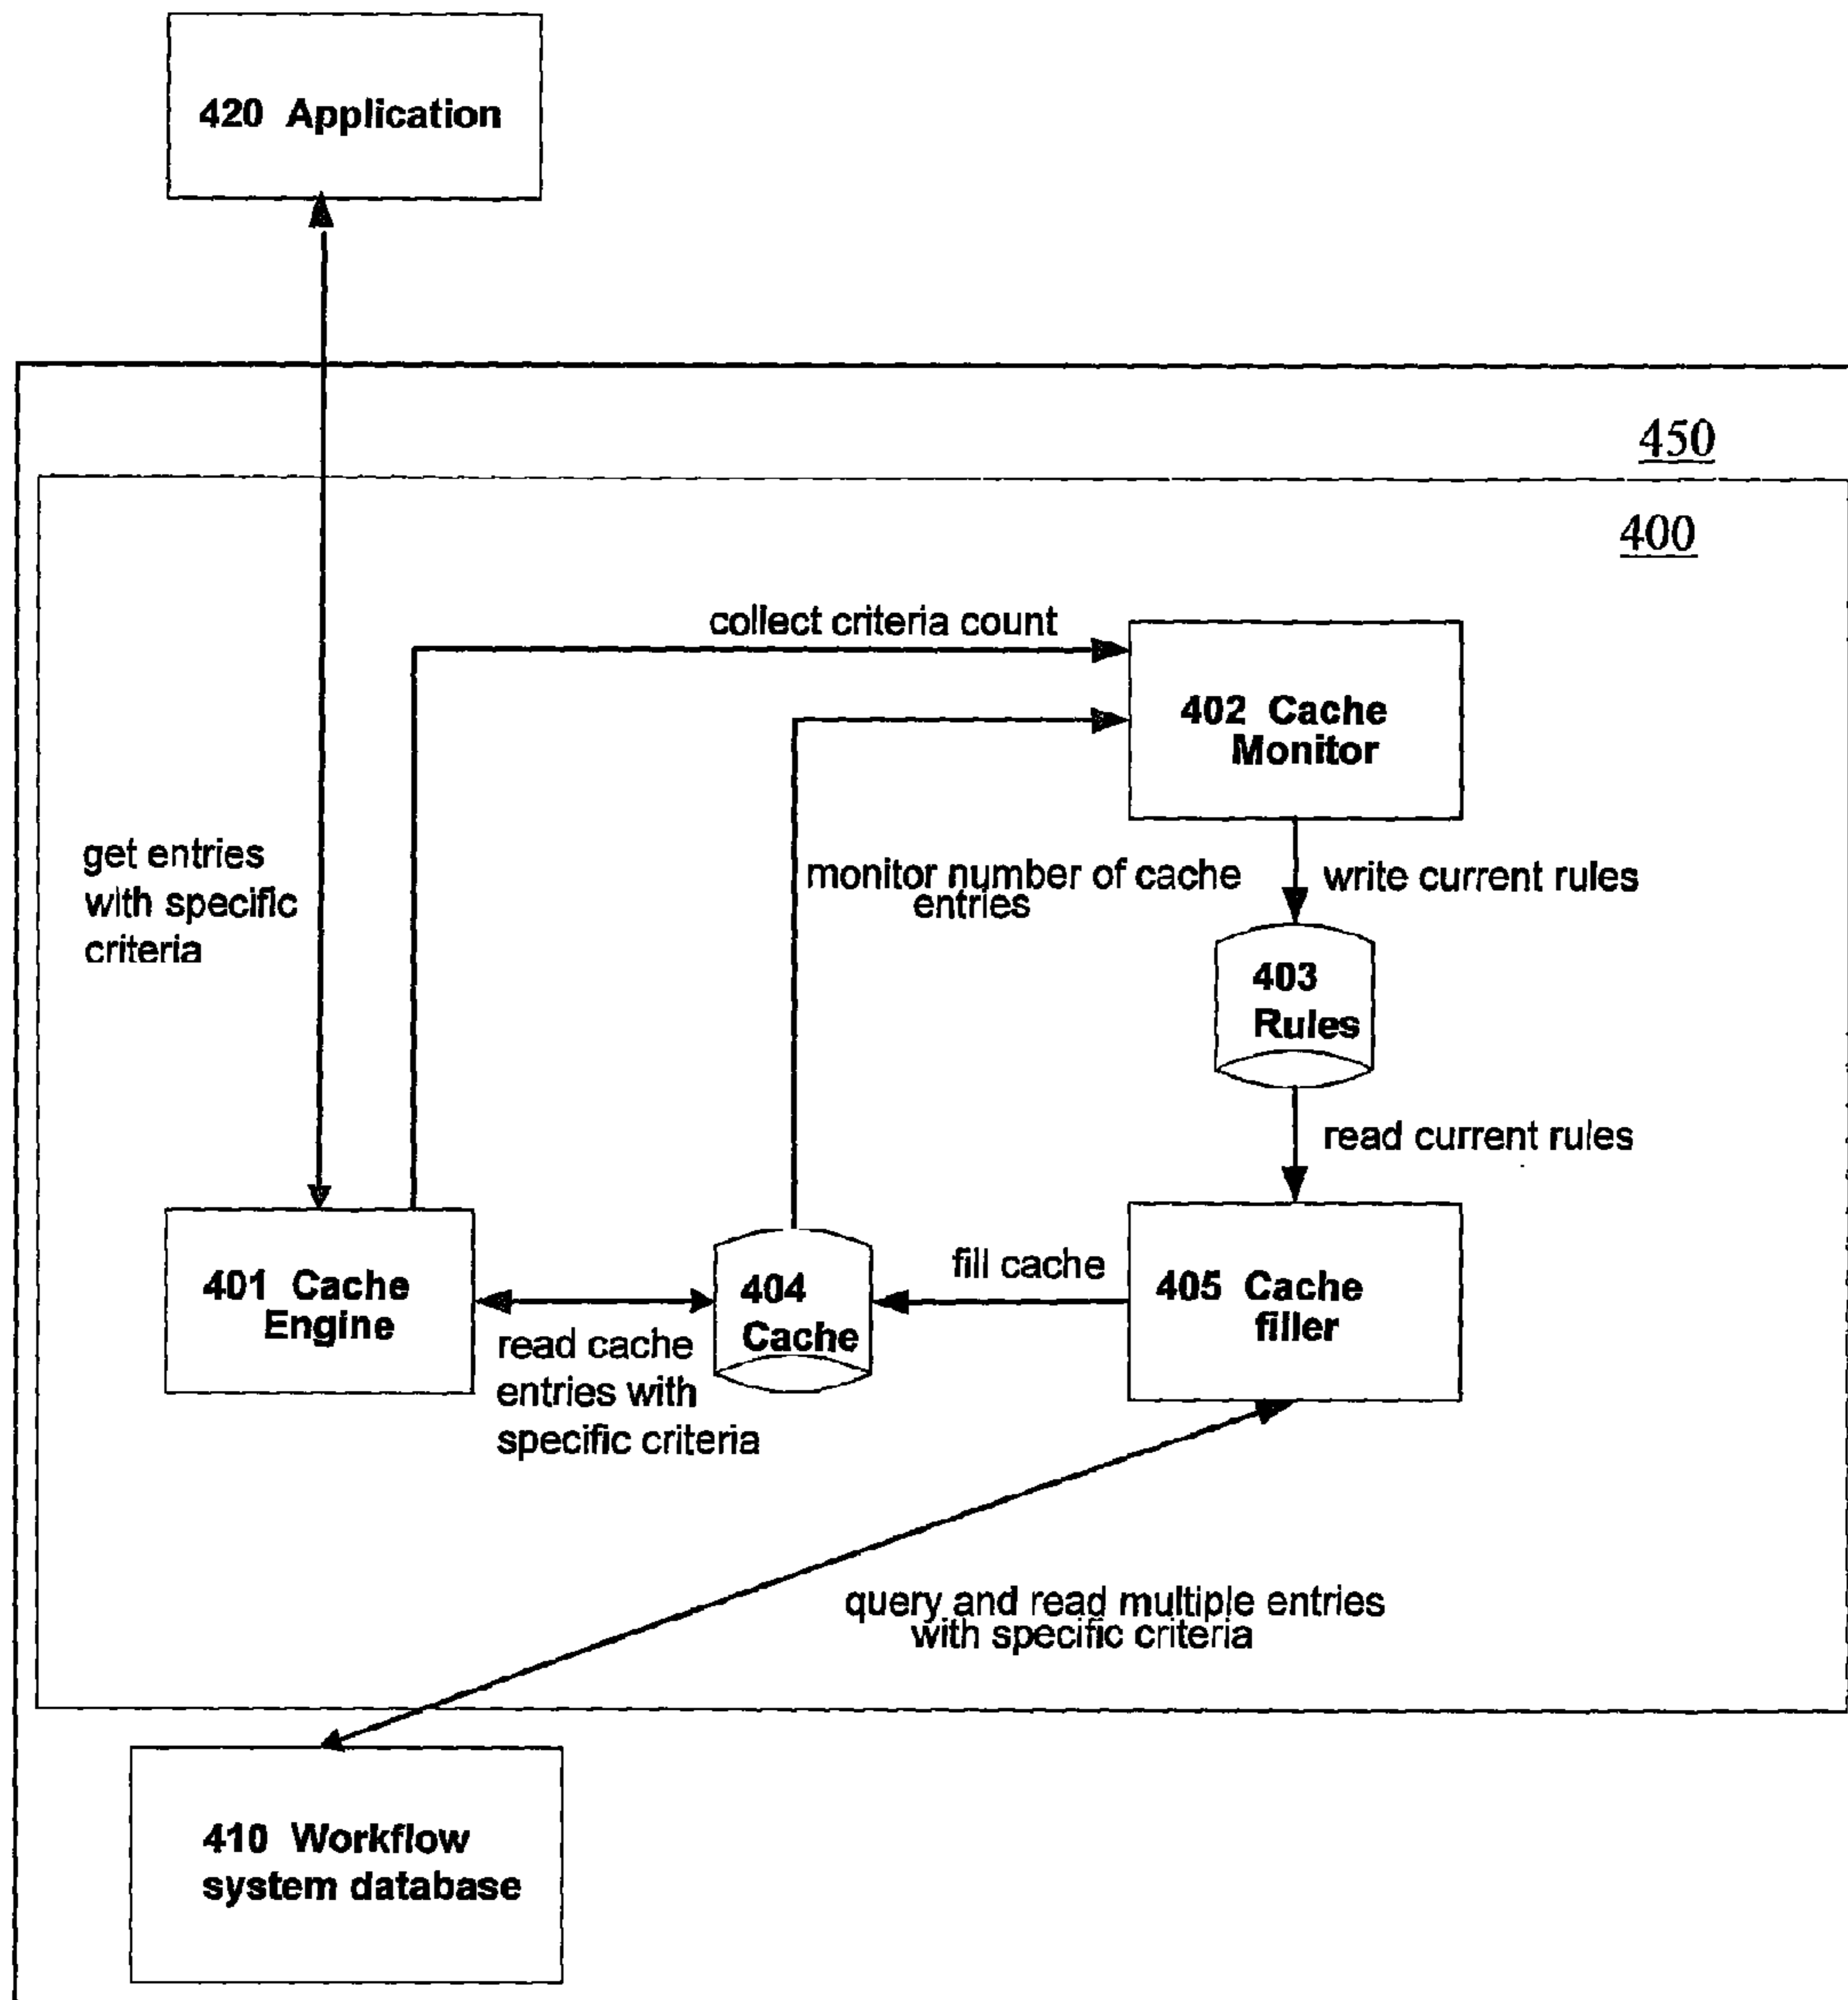 420 Application
450
400
collect criteria count
402 Cache
Monitor
get entries
with specific
criteria
monitor number of cache
entries
write current rules
403
Rules
read current rules
401 Cache
Engine
read cache
entries with
specific criteria
404
Cache
fill cache
405 Cache
filler
query and read multiple entries
with specific criteria
410 Workflow
system database